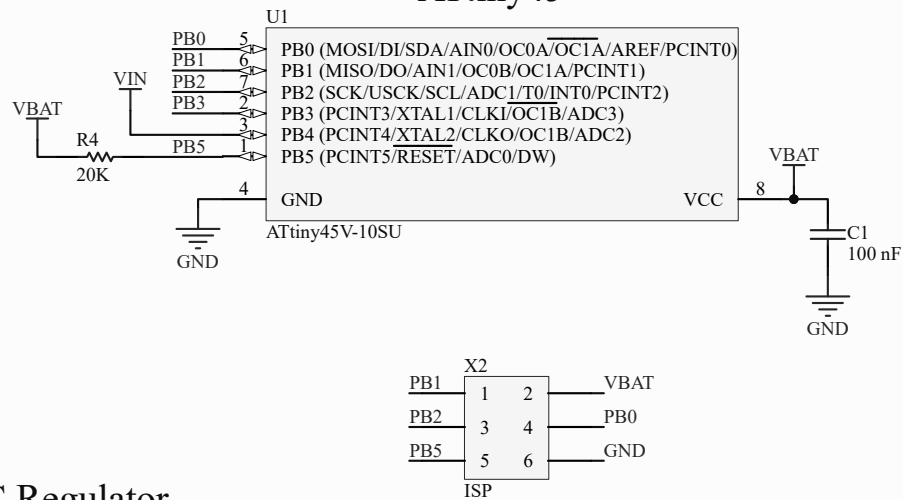 U1
PB0 5 PB0 (MOSI/DI/SDA/AIN0/OC0A/OC1A/AREF/PCINT0)
PB1 6 PB1 (MISO/DO/AIN1/OC0B/OC1A/PCINT1)
PB2 7 PB2 (SCK/USCK/SCL/ADC1/T0/INT0/PCINT2)
PB3 2 PB3 (PCINT3/XTAL1/CLKI/OC1B/ADC3)
VIN 3 PB4 (PCINT4/XTAL2/CLKO/OC1B/ADC2)
VBAT R4 20K PB5 1 PB5 (PCINT5/RESET/ADC0/DW)
4 GND VCC 8 VBAT
GND
ATtiny45V-10SU
C1
100 nF
GND
X2
PB1 1 2 VBAT
PB2 3 4 PB0
PB5 5 6 GND
ISP
Regulator